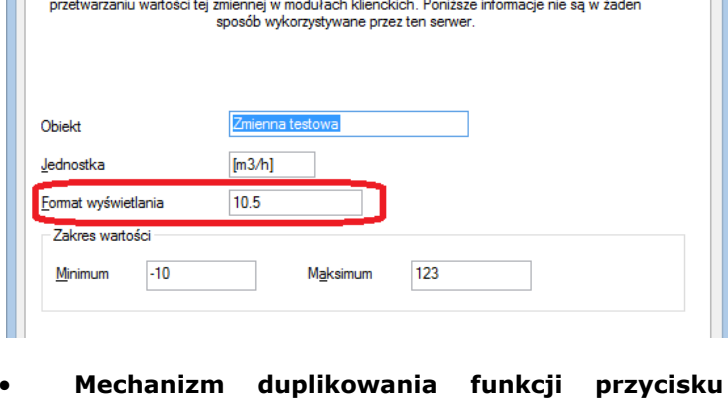 przetwarzaniu wartości tej zmiennej w modułach klienckich. Poniższe informacje nie są w żaden
sposób wykorzystywane przez ten serwer.
Obiekt Zmienna testowa
Jednostka [m3/h]
Format wyświetlania 10.5
Zakres wartości
Minimum -10 Maksimum 123
• Mechanizm duplikowania funkcji przycisku